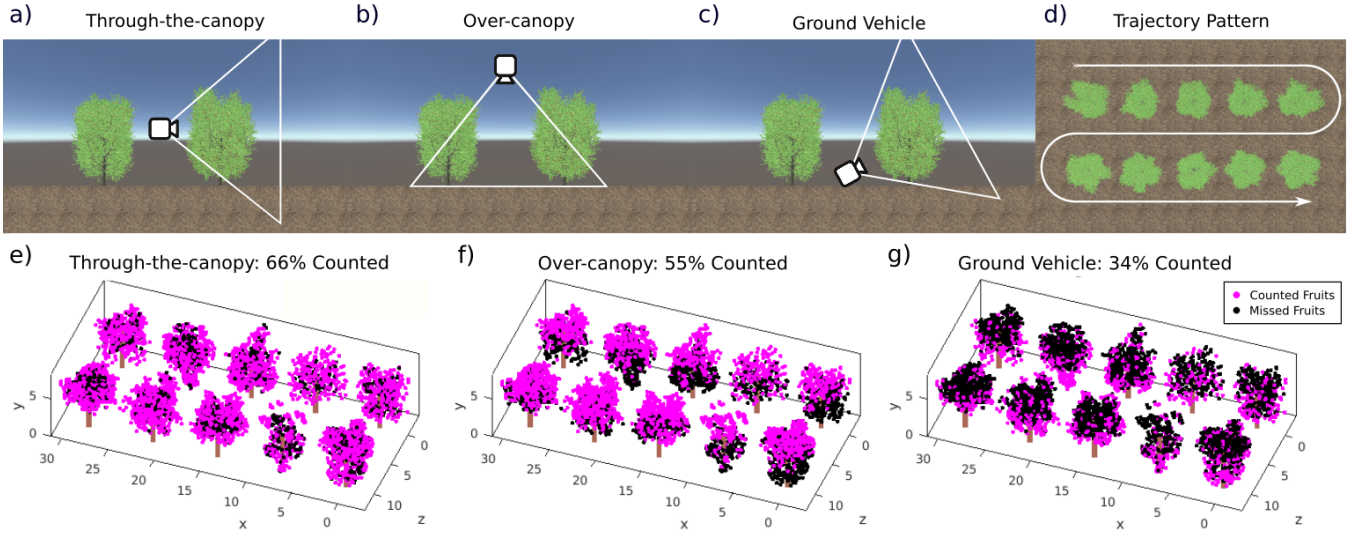 a) Through-the-canopy
b) Over-canopy
c) Ground Vehicle
d) Trajectory Pattern
e) Through-the-canopy: 66% Counted
f) Over-canopy: 55% Counted
g) Ground Vehicle: 34% Counted
Counted Fruits
Missed Fruits
y
5
0
30
25
20
15
10
5
0
x
0
5
10
z
y
5
0
30
25
20
15
10
5
0
x
0
5
10
z
y
5
0
30
25
20
15
10
5
0
x
0
5
10
z